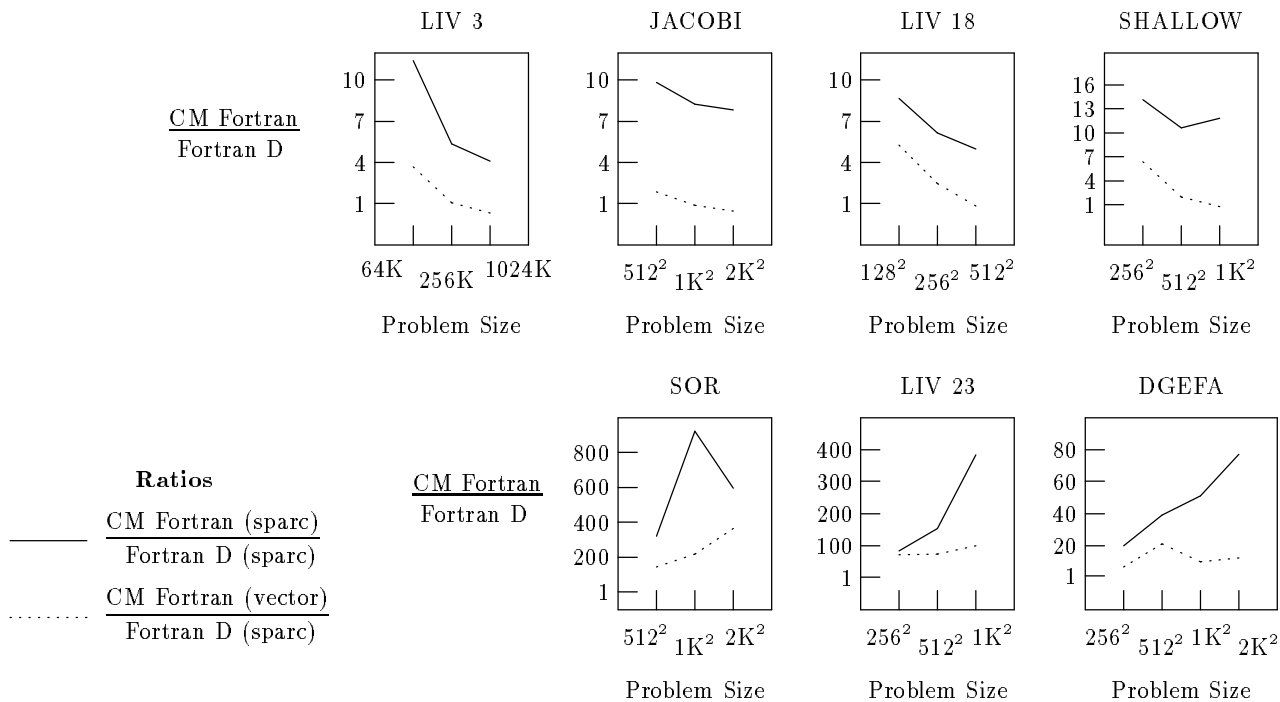 LIV 3
JACOBI
LIV 18
SHALLOW
CM Fortran
Fortran D
10
7
4
1
64K
256K
1024K
Problem Size
10
7
4
1
512²
1K²
2K²
Problem Size
10
7
4
1
128²
256²
512²
Problem Size
16
13
10
7
4
1
256²
512²
1K²
Problem Size
SOR
LIV 23
DGEFA
CM Fortran
Fortran D
800
600
400
200
1
512²
1K²
2K²
Problem Size
400
300
200
100
1
256²
512²
1K²
Problem Size
80
60
40
20
1
256²
512²
1K²
2K²
Problem Size
Ratios
CM Fortran (sparc)
Fortran D (sparc)
CM Fortran (vector)
Fortran D (sparc)